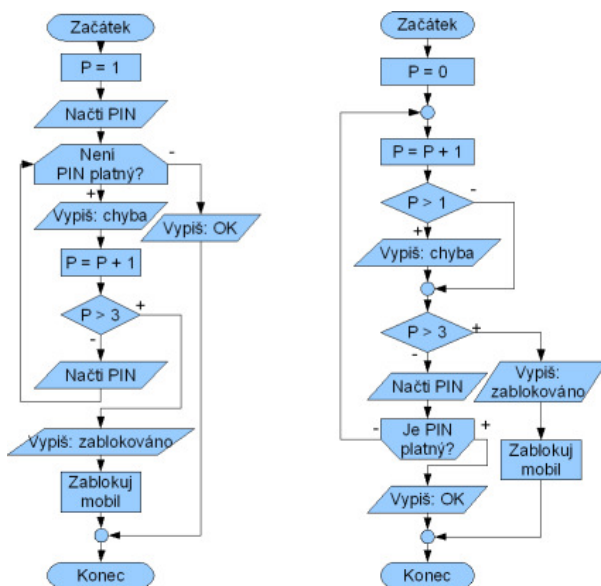 Začátek
P = 1
Načti PIN
Není
PIN platný?
-
+
Vypiš: chyba
Vypiš: OK
P = P + 1
P > 3
+
-
Načti PIN
Vypiš: zablokováno
Zablokuj
mobil
Konec
Začátek
P = 0
P = P + 1
P > 1
-
+
Vypiš: chyba
P > 3
+
-
Načti PIN
Vypiš:
zablokováno
-
Je PIN
platný?
+
Zablokuj
mobil
Vypiš: OK
Konec